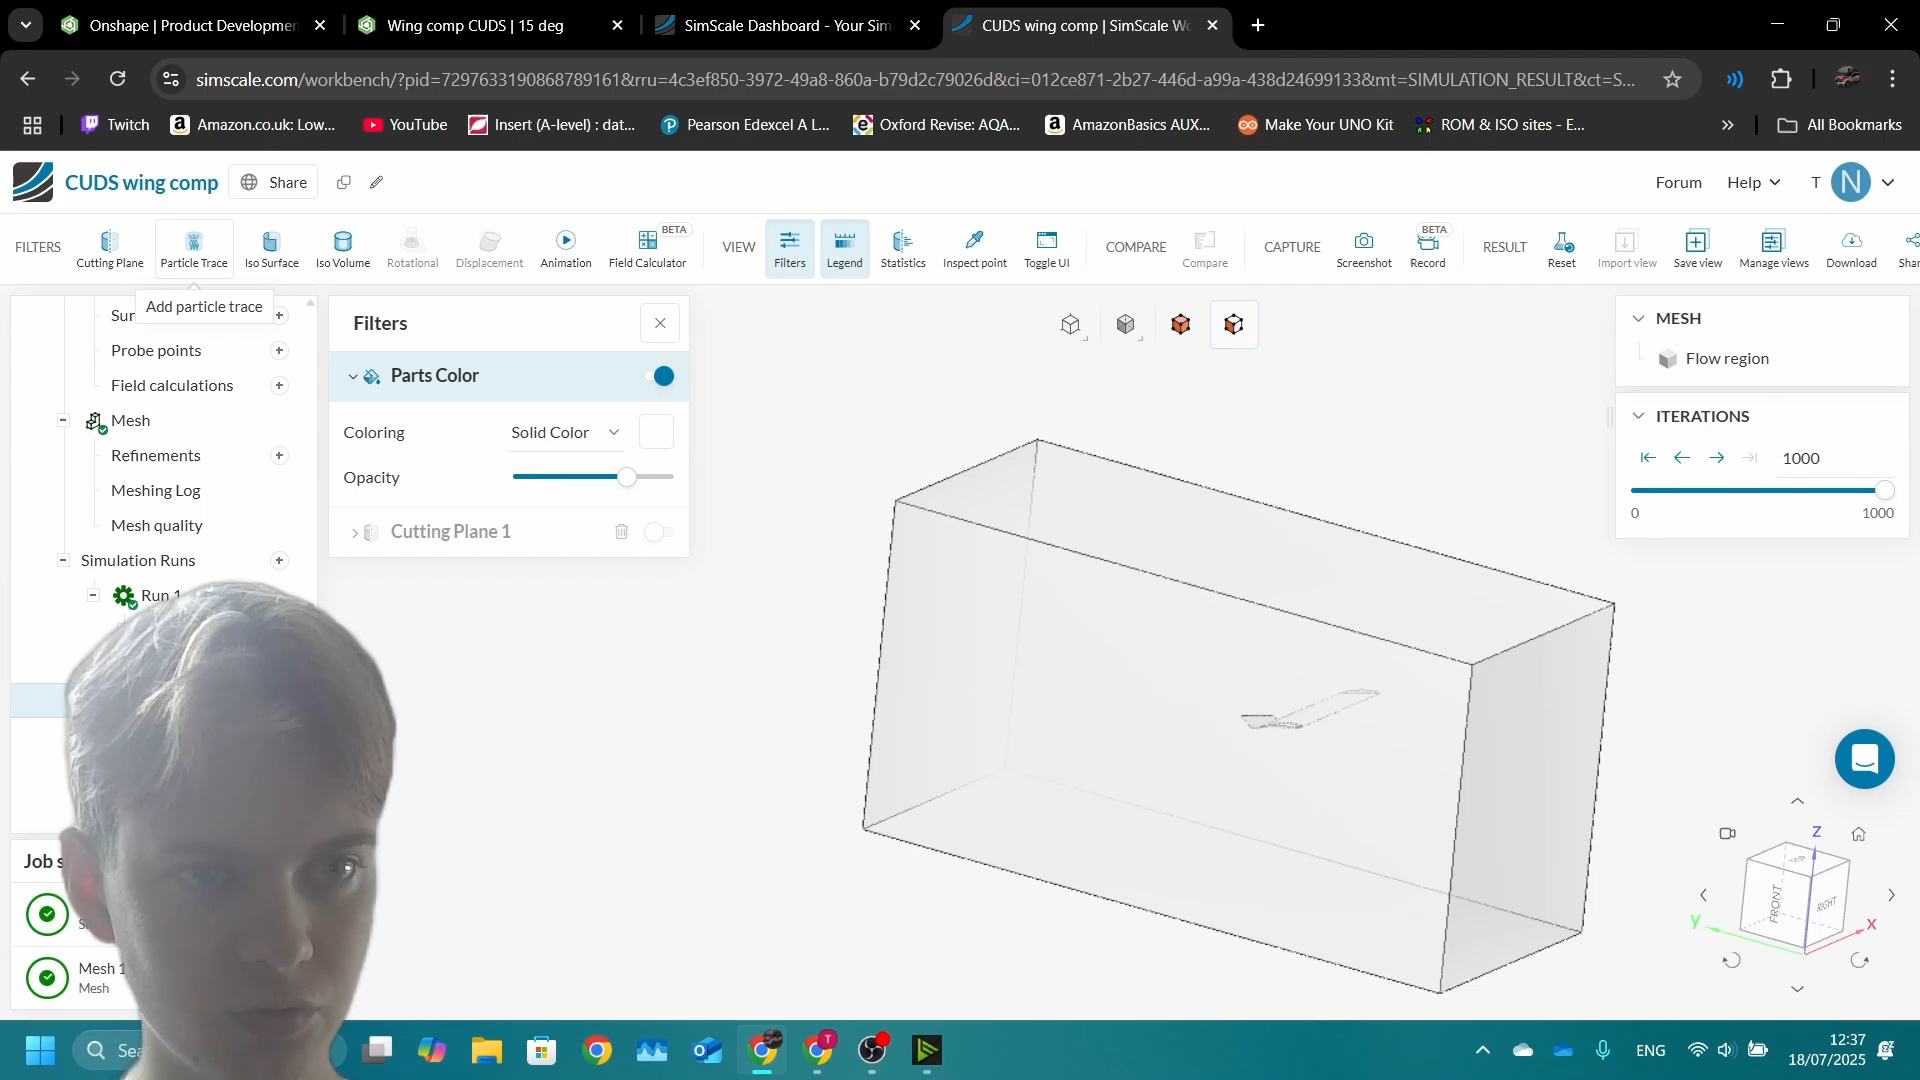 Onshape | Product Developmen
Wing comp CUDS | 15 deg
SimScale Dashboard - Your Sim
CUDS wing comp | SimScale Wo
simscale.com/workbench/?pid=7297633190868789161&rru=4c3ef850-3972-49a8-860a-b79d2c79026d&ci=012ce871-2b27-446d-a99a-438d24699133&mt=SIMULATION_RESULT&ct=S...
Twitch
Amazon.co.uk: Low...
YouTube
Insert (A-level) : dat...
Pearson Edexcel A L...
Oxford Revise: AQA...
AmazonBasics AUX...
Make Your UNO Kit
ROM & ISO sites - E...
All Bookmarks
CUDS wing comp
Share
Forum
Help
T
N
FILTERS
Cutting Plane
Particle Trace
Iso Surface
Iso Volume
Rotational
Displacement
Animation
BETA
Field Calculator
VIEW
Filters
Legend
Statistics
Inspect point
Toggle UI
COMPARE
Compare
CAPTURE
Screenshot
BETA
Record
RESULT
Reset
Import view
Save view
Manage views
Download
Shar
Add particle trace
Sur
Probe points
Field calculations
Mesh
Refinements
Meshing Log
Mesh quality
Simulation Runs
Run 1
Job s
Mesh 1
Mesh
Filters
Parts Color
Coloring
Solid Color
Opacity
Cutting Plane 1
MESH
Flow region
ITERATIONS
1000
0
1000
Z
FRONT
RIGHT
Y
X
Sea
T
ENG
12:37
18/07/2025